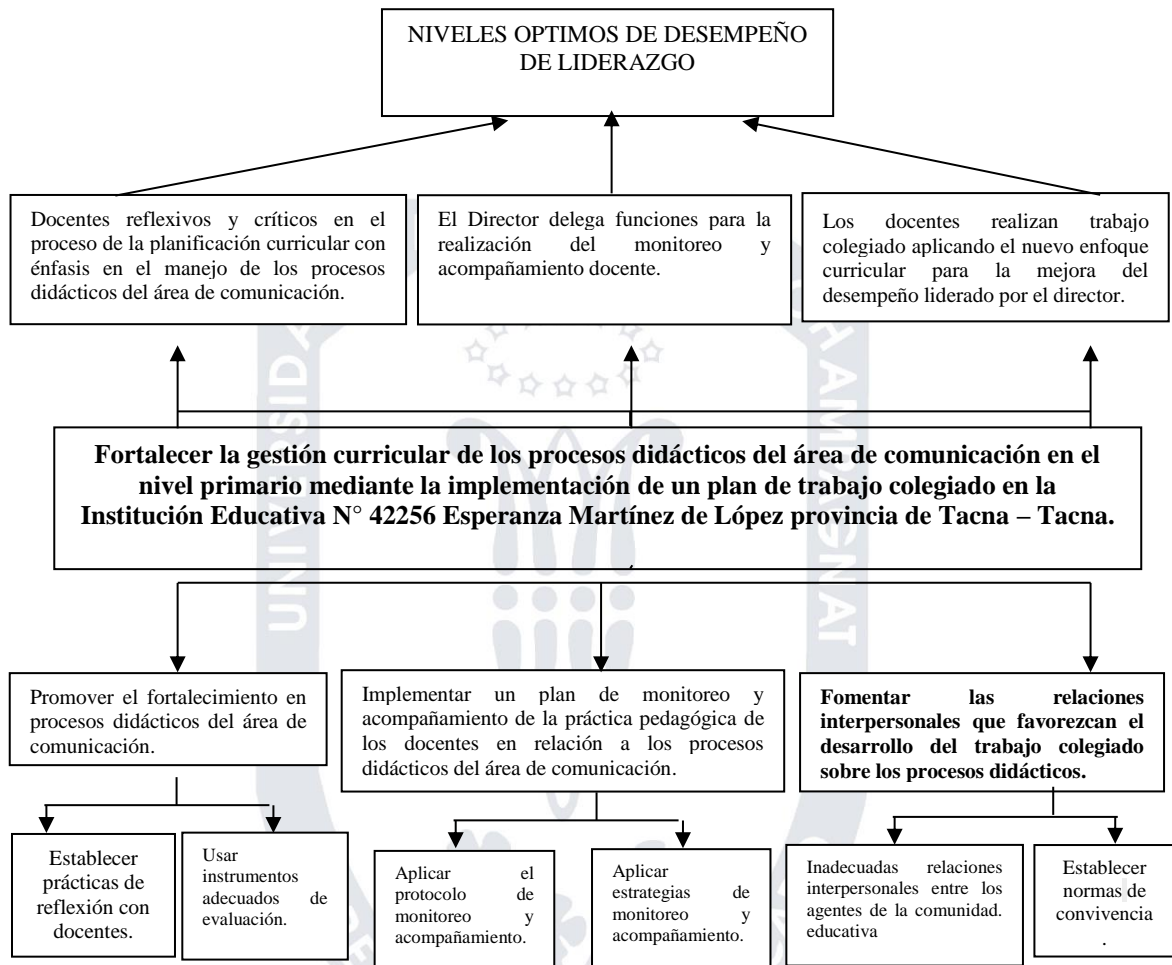 NIVELES OPTIMOS DE DESEMPEÑO
DE LIDERAZGO
Docentes reflexivos y críticos en el
proceso de la planificación curricular con
énfasis en el manejo de los procesos
didácticos del área de comunicación.
El Director delega funciones para la
realización del monitoreo y
acompañamiento docente.
Los docentes realizan trabajo
colegiado aplicando el nuevo enfoque
curricular para la mejora del
desempeño liderado por el director.
Fortalecer la gestión curricular de los procesos didácticos del área de comunicación en el
nivel primario mediante la implementación de un plan de trabajo colegiado en la
Institución Educativa N° 42256 Esperanza Martínez de López provincia de Tacna – Tacna.
Promover el fortalecimiento en
procesos didácticos del área de
comunicación.
Implementar un plan de monitoreo y
acompañamiento de la práctica pedagógica de
los docentes en relación a los procesos
didácticos del área de comunicación.
Fomentar las relaciones
interpersonales que favorezcan el
desarrollo del trabajo colegiado
sobre los procesos didácticos.
Establecer
prácticas de
reflexión con
docentes.
Usar
instrumentos
adecuados de
evaluación.
Aplicar el
protocolo de
monitoreo y
acompañamiento.
Aplicar
estrategias de
monitoreo y
acompañamiento.
Inadecuadas relaciones
interpersonales entre los
agentes de la comunidad.
educativa
Establecer
normas de
convivencia
.